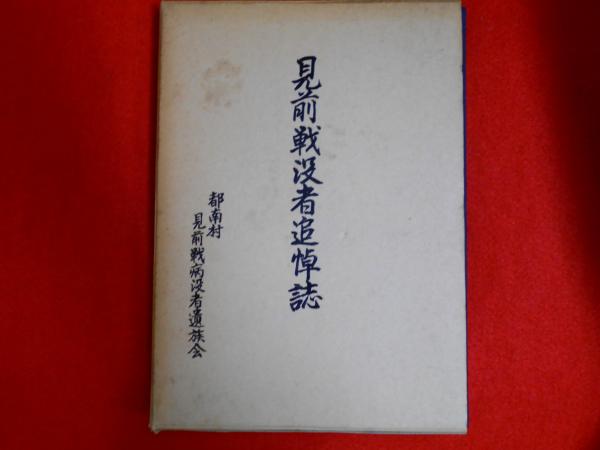 見前戦没者追悼誌
都南村
見前戦病没者遺族会